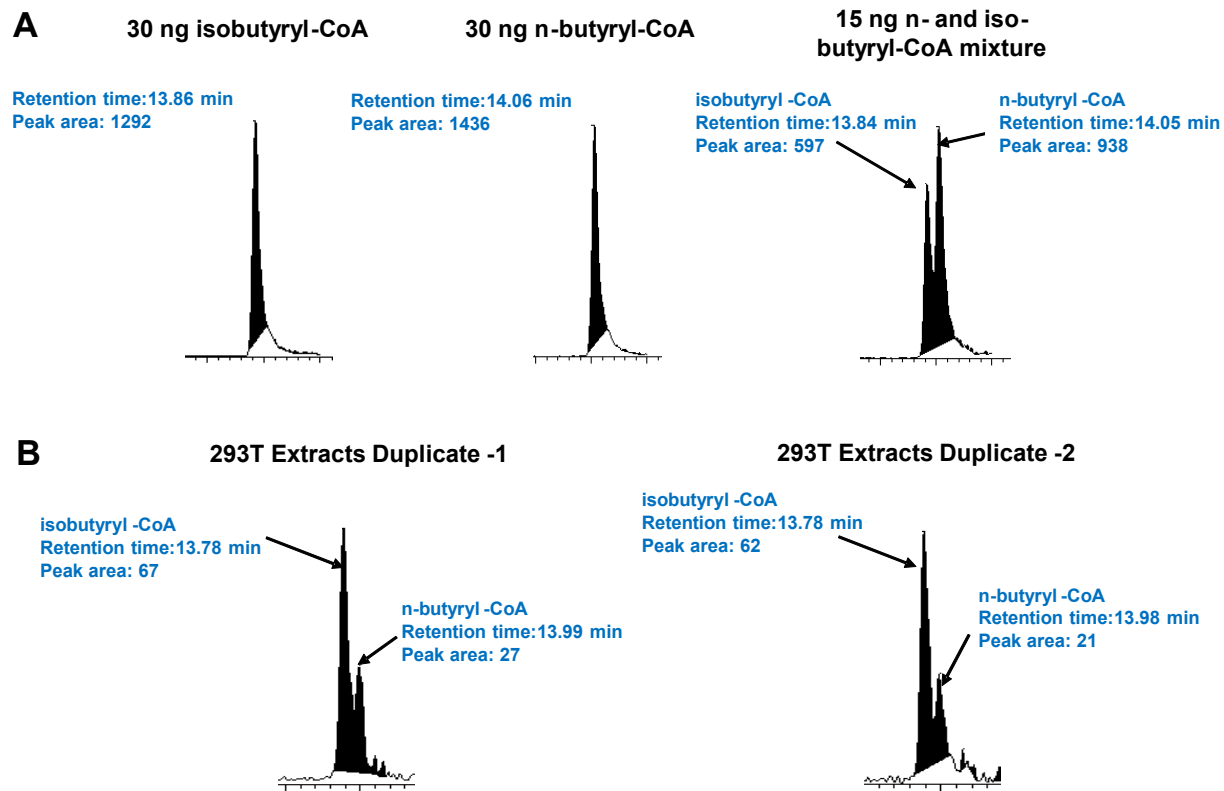 A
30 ng isobutyryl-CoA
Retention time:13.86 min
Peak area: 1292
30 ng n-butyryl-CoA
Retention time:14.06 min
Peak area: 1436
15 ng n- and iso-
butyryl-CoA mixture
isobutyryl -CoA
Retention time:13.84 min
Peak area: 597
n-butyryl -CoA
Retention time:14.05 min
Peak area: 938
B
293T Extracts Duplicate -1
isobutyryl -CoA
Retention time:13.78 min
Peak area: 67
n-butyryl -CoA
Retention time:13.99 min
Peak area: 27
293T Extracts Duplicate -2
isobutyryl -CoA
Retention time:13.78 min
Peak area: 62
n-butyryl -CoA
Retention time:13.98 min
Peak area: 21